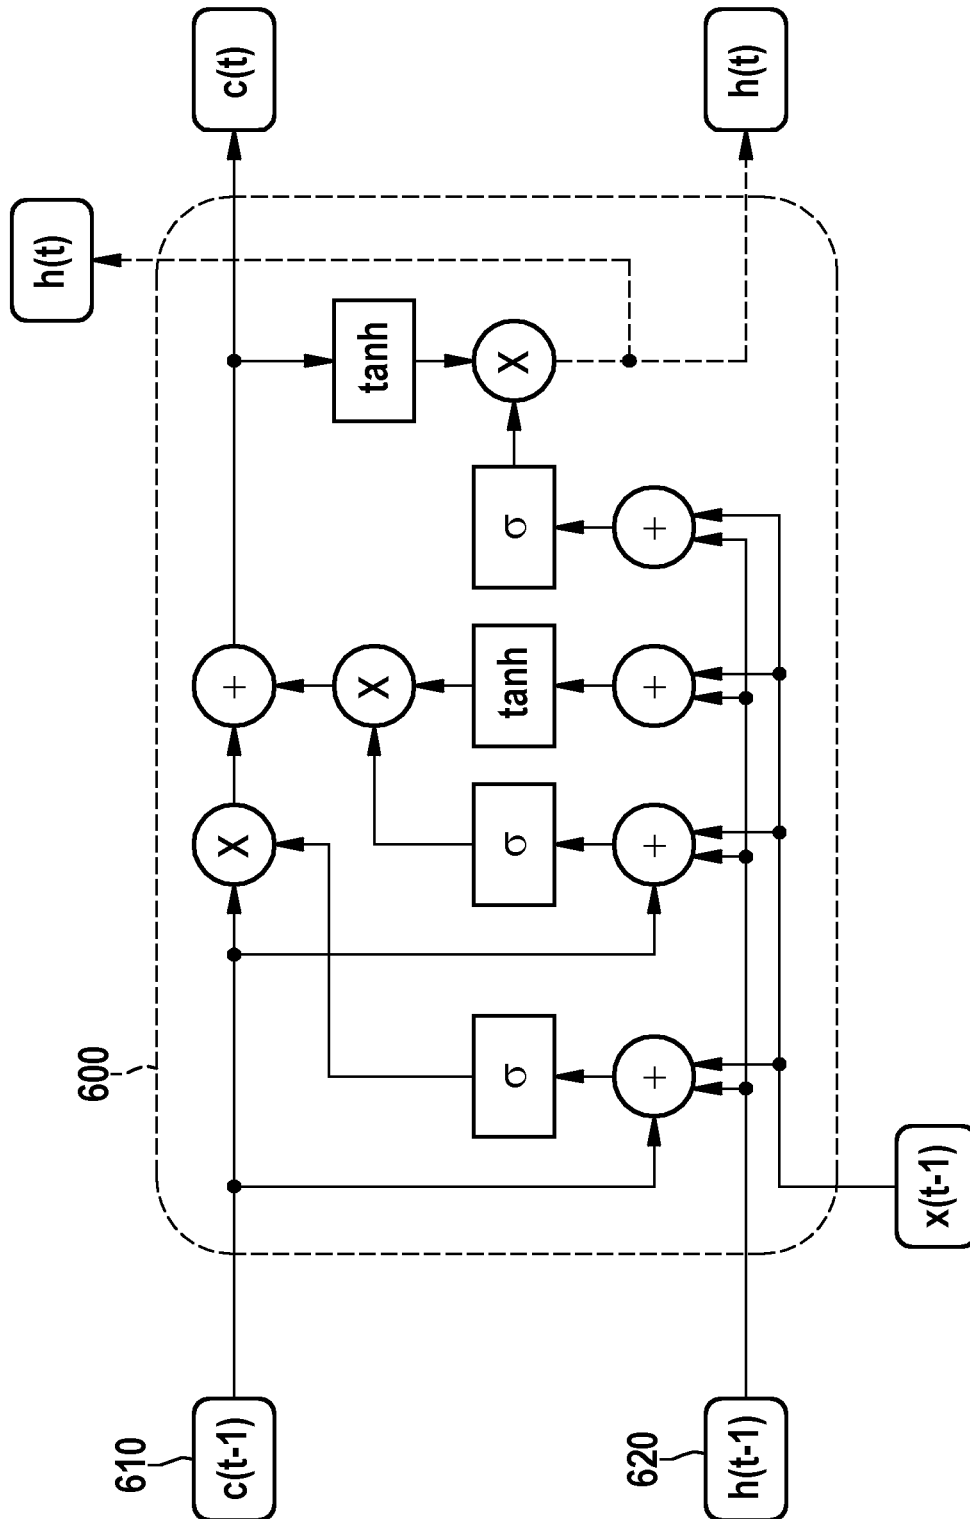 h(t)
600
610
c(t-1) X + c(t)
X tanh
σ σ tanh σ X
620
+ + + +
h(t-1) h(t)
x(t-1)